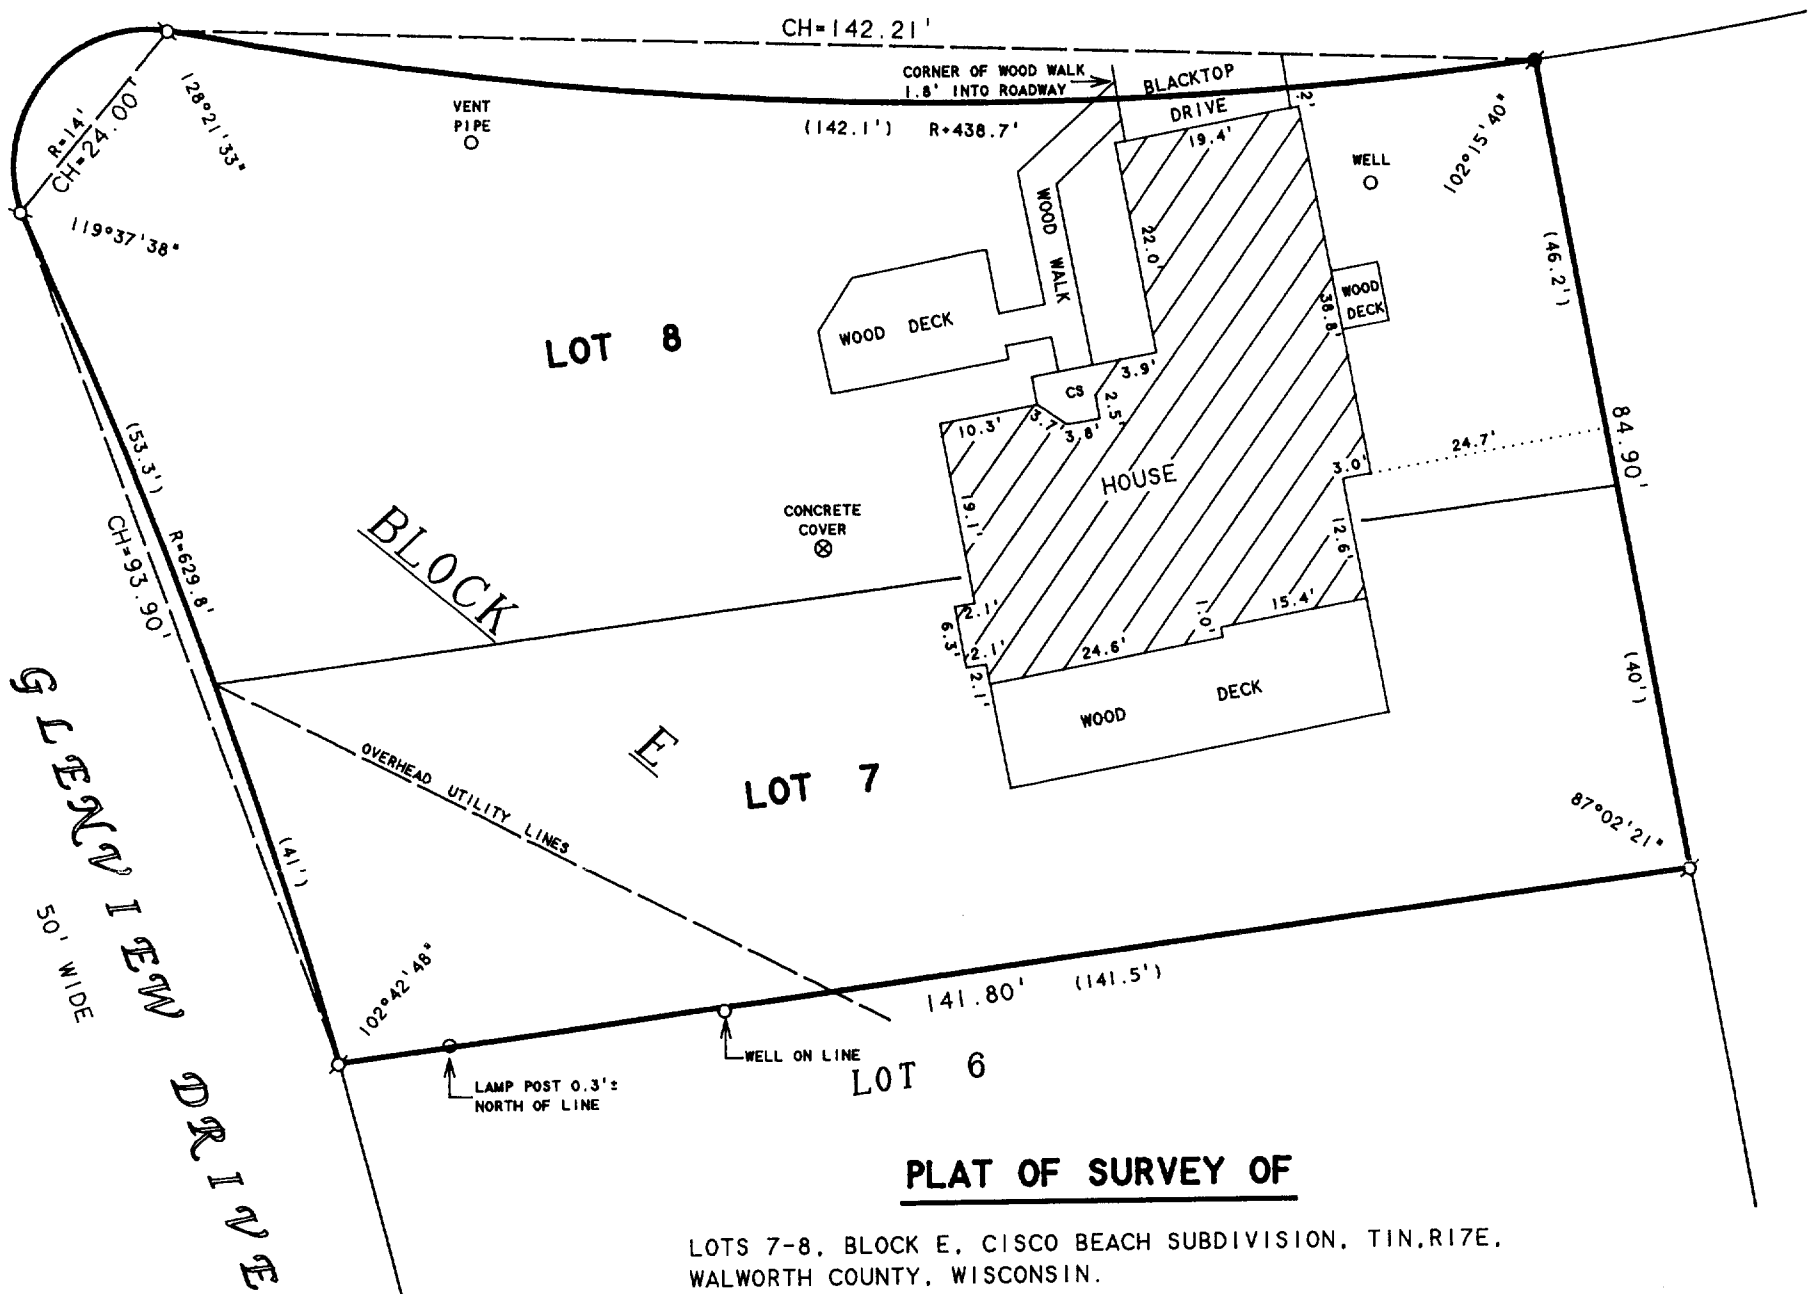 CH=142.21'
CORNER OF WOOD WALK
1.8' INTO ROADWAY
BLACKTOP
DRIVE
2'
128°21'33"
VENT
PIPE
(142.1') R=438.7'
19.4'
102°15'40"
R=14'
CH=24.00'
WELL
119°37'38"
WOOD WALK
22.0'
(46.2')
WOOD
DECK
38.8'
LOT 8
WOOD DECK
3.9'
CS
2.5'
3.7'
3.8'
10.3'
(53.3')
84.90'
24.7'
3.0'
HOUSE
R=629.8'
CH=93.90'
BLOCK
CONCRETE
COVER
19.1'
12.6'
2.1'
6.3'
2.1'
2.1'
24.6'
1.0'
15.4'
(40')
WOOD DECK
E
LOT 7
OVERHEAD UTILITY LINES
(41')
87°02'21"
GLENVIEW DRIVE
50' WIDE
102°42'48"
141.80' (141.5')
WELL ON LINE
LOT 6
LAMP POST 0.3'±
NORTH OF LINE
PLAT OF SURVEY OF
LOTS 7-8, BLOCK E, CISCO BEACH SUBDIVISION, T1N,R17E,
WALWORTH COUNTY, WISCONSIN.